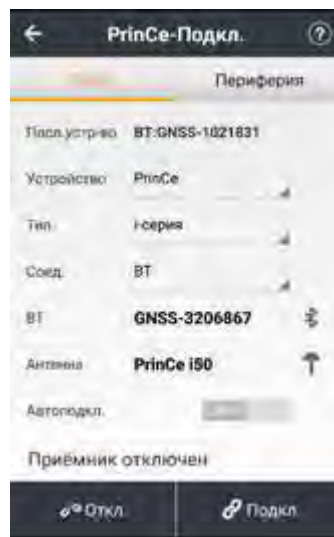 PrinCe-Подкл.
Периферия
Посл.устр-во BT:GNSS-1021831
Устройство PrinCe
Тип i-серия
Соед. BT
BT GNSS-3206867
Антенна PrinCe i50
Автоподкл.
Приёмник отключен
Откл. Подкл.